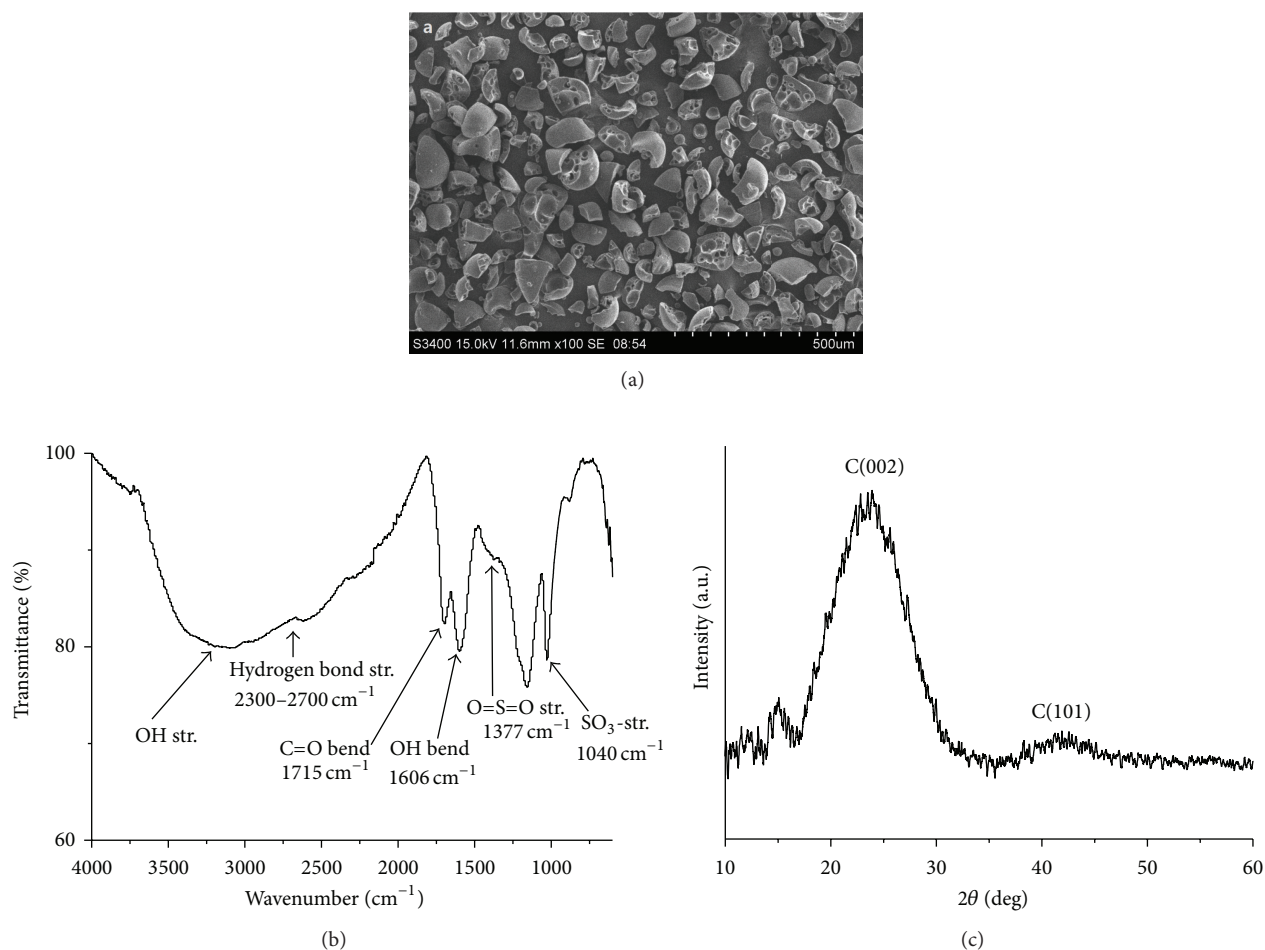 a
S3400 15.0kV 11.6mm x100 SE 08:54 500um
(a)
100
80
60
Transmittance (%)
OH str.
Hydrogen bond str.
2300–2700 cm⁻¹
C=O bend
1715 cm⁻¹
OH bend
1606 cm⁻¹
O=S=O str.
1377 cm⁻¹
SO₃-str.
1040 cm⁻¹
4000 3500 3000 2500 2000 1500 1000
Wavenumber (cm⁻¹)
(b)
Intensity (a.u.)
C(002)
C(101)
10 20 30 40 50 60
2θ (deg)
(c)